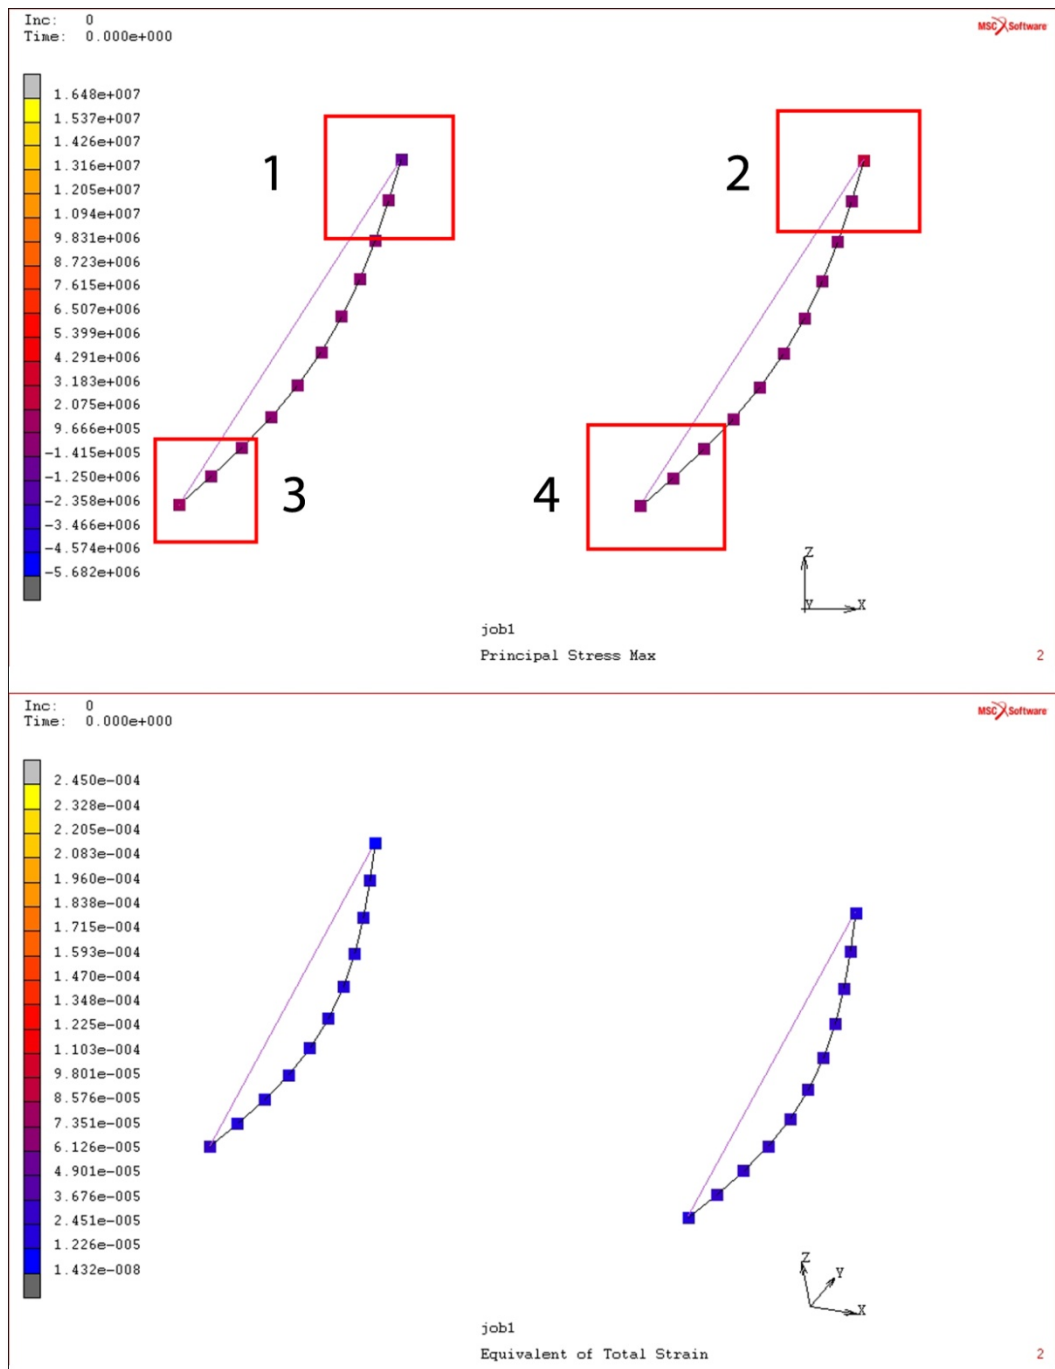 Inc: 0
Time: 0.000e+000
MSC Software
1.648e+007
1.537e+007
1.426e+007
1.316e+007
1.205e+007
1.094e+007
9.831e+006
8.723e+006
7.615e+006
6.507e+006
5.399e+006
4.291e+006
3.183e+006
2.075e+006
9.666e+005
-1.415e+005
-1.250e+006
-2.358e+006
-3.466e+006
-4.574e+006
-5.682e+006
1
2
3
4
Z
Y
X
job1
Principal Stress Max
2
Inc: 0
Time: 0.000e+000
MSC Software
2.450e-004
2.328e-004
2.205e-004
2.083e-004
1.960e-004
1.838e-004
1.715e-004
1.593e-004
1.470e-004
1.348e-004
1.225e-004
1.103e-004
9.801e-005
8.576e-005
7.351e-005
6.126e-005
4.901e-005
3.676e-005
2.451e-005
1.226e-005
1.432e-008
Z
Y
X
job1
Equivalent of Total Strain
2